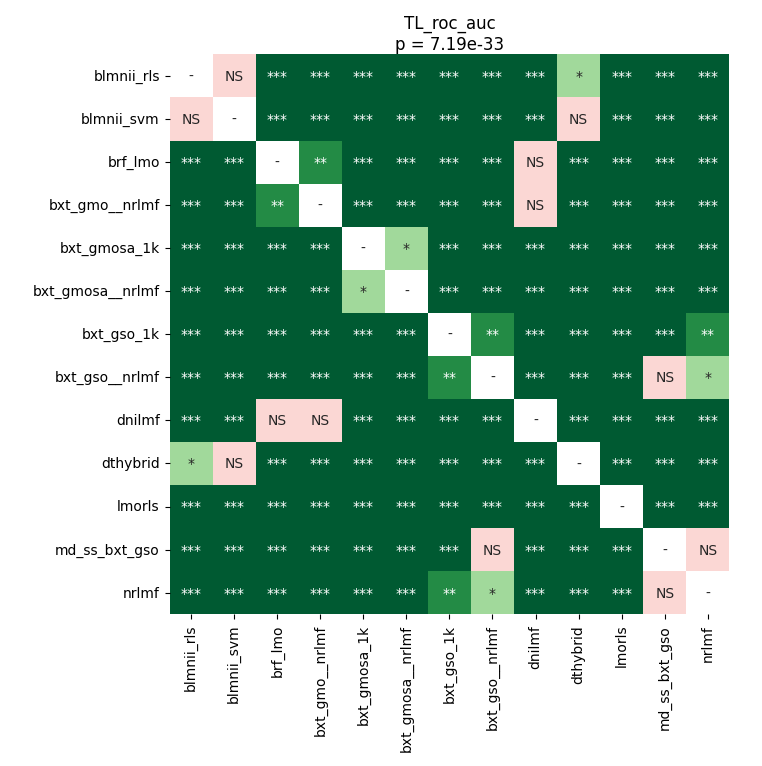 TL_roc_auc
p = 7.19e-33
blmnii_rls - NS *** *** *** *** *** *** *** * *** *** ***
blmnii_svm NS - *** *** *** *** *** *** *** NS *** *** ***
brf_lmo *** *** - ** *** *** *** *** NS *** *** *** ***
bxt_gmo__nrlmf *** *** ** - *** *** *** *** NS *** *** *** ***
bxt_gmosa_1k *** *** *** *** - * *** *** *** *** *** *** ***
bxt_gmosa__nrlmf *** *** *** *** * - *** *** *** *** *** *** ***
bxt_gso_1k *** *** *** *** *** *** - ** *** *** *** *** **
bxt_gso__nrlmf *** *** *** *** *** *** ** - *** *** *** NS *
dnilmf *** *** NS NS *** *** *** *** - *** *** *** ***
dthybrid * NS *** *** *** *** *** *** *** - *** *** ***
lmorls *** *** *** *** *** *** *** *** *** *** - *** ***
md_ss_bxt_gso *** *** *** *** *** *** *** NS *** *** *** - NS
nrlmf *** *** *** *** *** *** ** * *** *** *** NS -
blmnii_rls
blmnii_svm
brf_lmo
bxt_gmo__nrlmf
bxt_gmosa_1k
bxt_gmosa__nrlmf
bxt_gso_1k
bxt_gso__nrlmf
dnilmf
dthybrid
lmorls
md_ss_bxt_gso
nrlmf